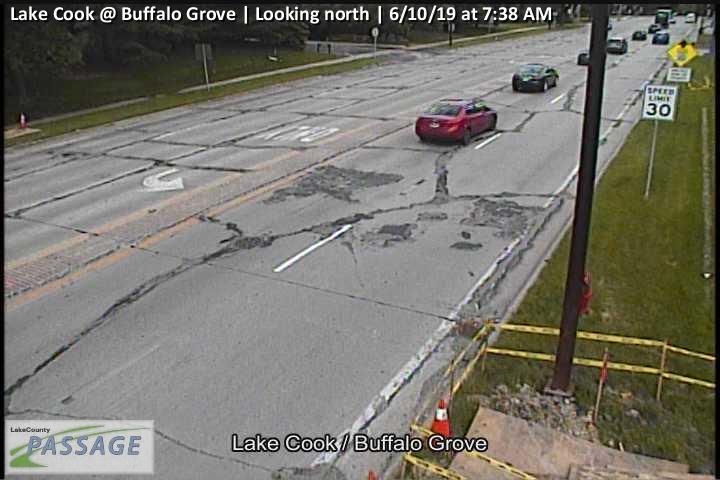 Lake Cook @ Buffalo Grove | Looking north | 6/10/19 at 7:38 AM
SPEED
LIMIT
30
LakeCounty
PASSAGE
Lake Cook / Buffalo Grove